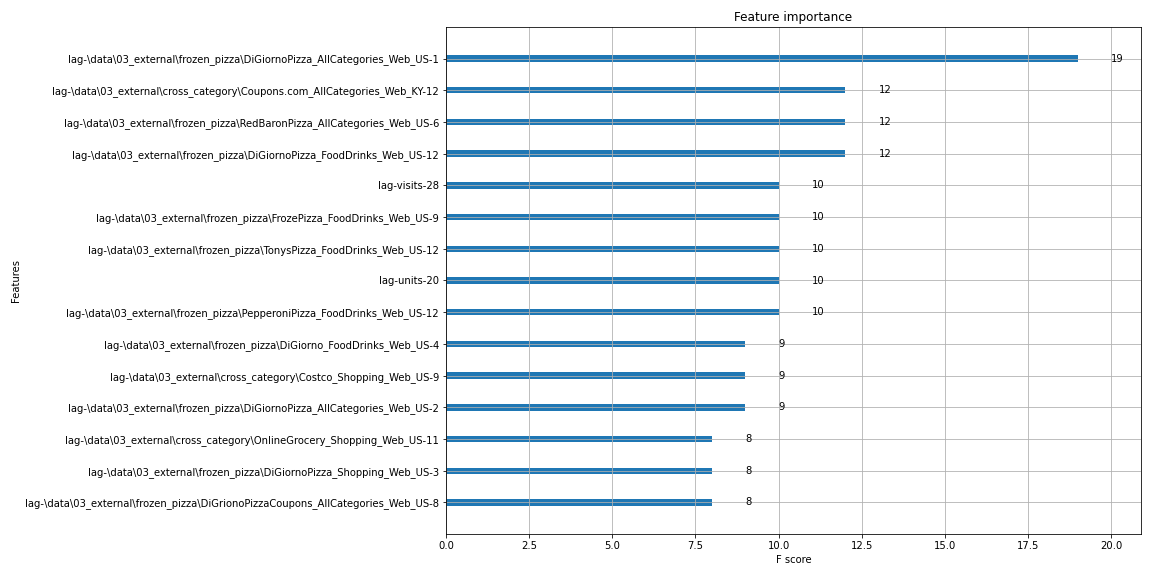 Feature importance
Features
lag-\data\03_external\frozen_pizza\DiGiornoPizza_AllCategories_Web_US-1 19
lag-\data\03_external\cross_category\Coupons.com_AllCategories_Web_KY-12 12
lag-\data\03_external\frozen_pizza\RedBaronPizza_AllCategories_Web_US-6 12
lag-\data\03_external\frozen_pizza\DiGiornoPizza_FoodDrinks_Web_US-12 12
lag-visits-28 10
lag-\data\03_external\frozen_pizza\FrozePizza_FoodDrinks_Web_US-9 10
lag-\data\03_external\frozen_pizza\TonysPizza_FoodDrinks_Web_US-12 10
lag-units-20 10
lag-\data\03_external\frozen_pizza\PepperoniPizza_FoodDrinks_Web_US-12 10
lag-\data\03_external\frozen_pizza\DiGiorno_FoodDrinks_Web_US-4 9
lag-\data\03_external\cross_category\Costco_Shopping_Web_US-9 9
lag-\data\03_external\frozen_pizza\DiGiornoPizza_AllCategories_Web_US-2 9
lag-\data\03_external\cross_category\OnlineGrocery_Shopping_Web_US-11 8
lag-\data\03_external\frozen_pizza\DiGiornoPizza_Shopping_Web_US-3 8
lag-\data\03_external\frozen_pizza\DiGrionoPizzaCoupons_AllCategories_Web_US-8 8
0.0 2.5 5.0 7.5 10.0 12.5 15.0 17.5 20.0
F score